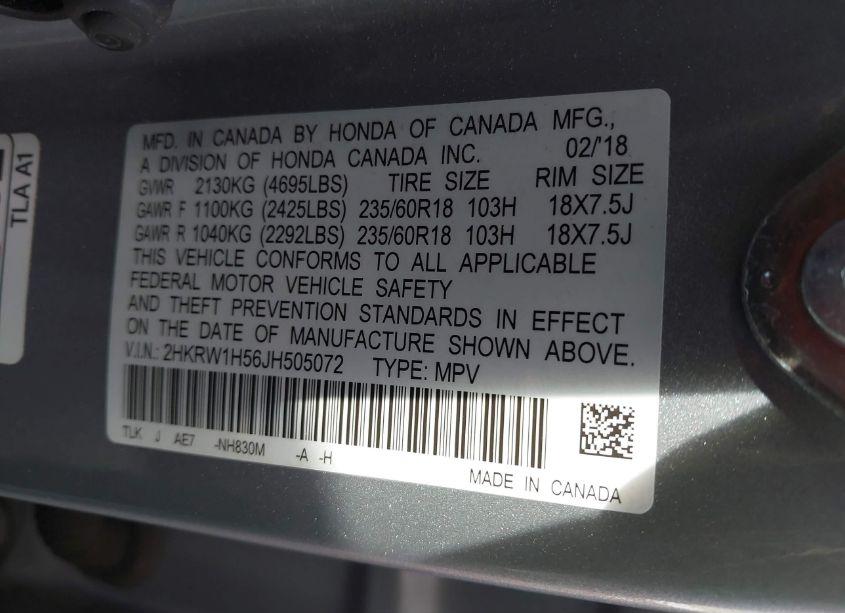 TLA A1
MFD. IN CANADA BY HONDA OF CANADA MFG.,
A DIVISION OF HONDA CANADA INC. 02/'18
GVWR 2130KG (4695LBS) TIRE SIZE RIM SIZE
GAWR F 1100KG (2425LBS) 235/60R18 103H 18X7.5J
GAWR R 1040KG (2292LBS) 235/60R18 103H 18X7.5J
THIS VEHICLE CONFORMS TO ALL APPLICABLE
FEDERAL MOTOR VEHICLE SAFETY
AND THEFT PREVENTION STANDARDS IN EFFECT
ON THE DATE OF MANUFACTURE SHOWN ABOVE.
V.I.N.: 2HKRW1H56JH505072 TYPE: MPV
TLK J AE7 -NH830M -A -H
MADE IN CANADA